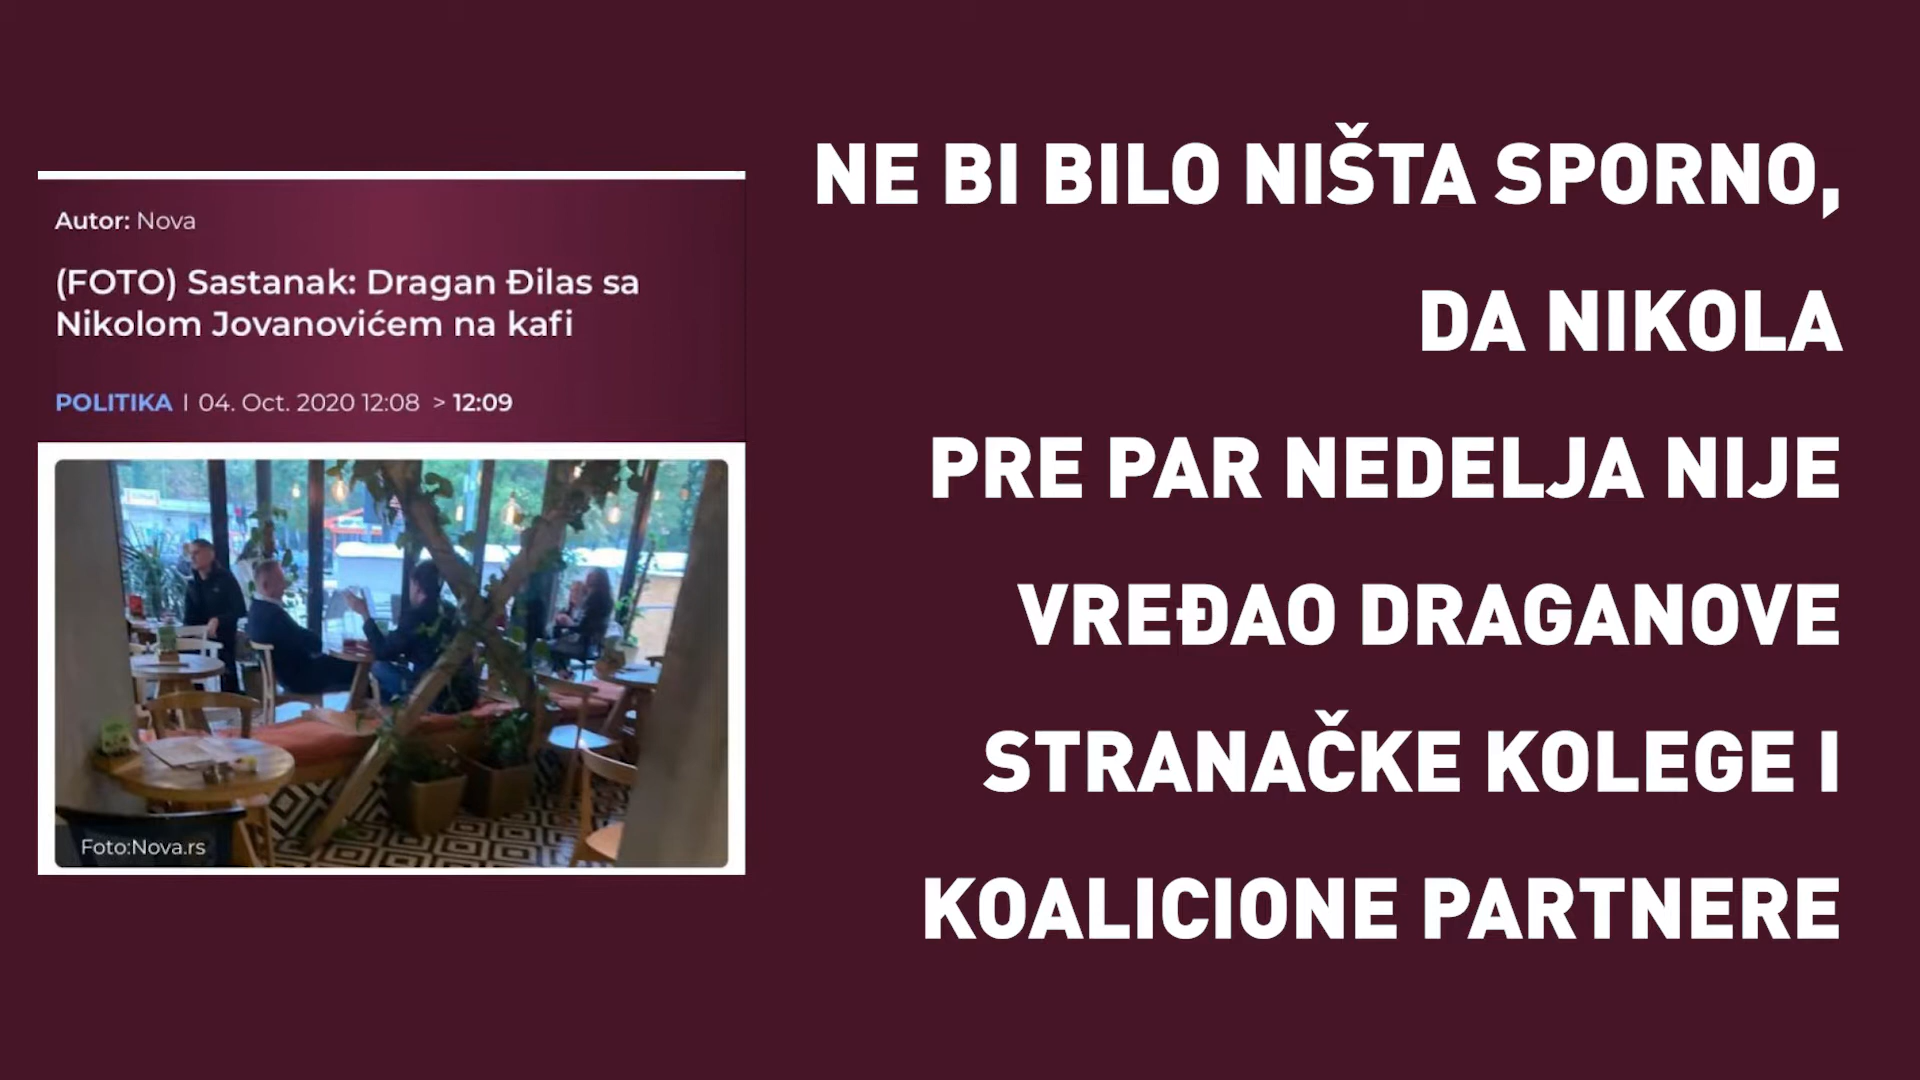 Autor: Nova
(FOTO) Sastanak: Dragan Đilas sa
Nikolom Jovanovićem na kafi
POLITIKA | 04. Oct. 2020 12:08 > 12:09
Foto:Nova.rs
NE BI BILO NIŠTA SPORNO,
DA NIKOLA
PRE PAR NEDELJA NIJE
VREĐAO DRAGANOVE
STRANAČKE KOLEGE I
KOALICIONE PARTNERE